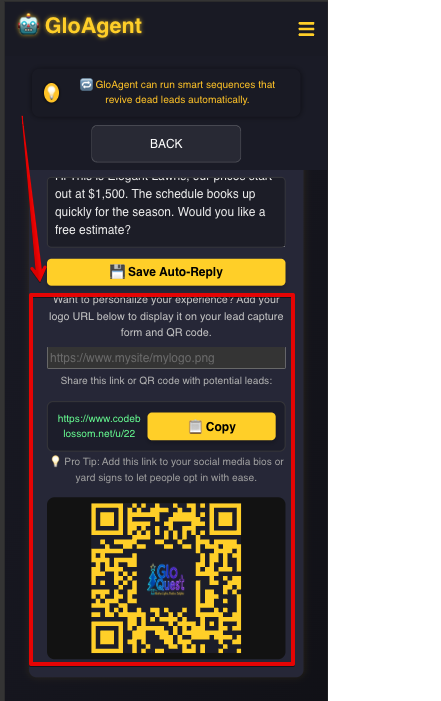 🤖 GloAgent
🔁 GloAgent can run smart sequences that
revive dead leads automatically.
BACK
Hi This is Elegant Lawns, our prices start
out at $1,500. The schedule books up
quickly for the season. Would you like a
free estimate?
💾 Save Auto-Reply
Want to personalize your experience? Add your
logo URL below to display it on your lead capture
form and QR code.
https://www.mysite/mylogo.png
Share this link or QR code with potential leads:
https://www.codeb
lossom.net/u/22
📋 Copy
💡 Pro Tip: Add this link to your social media bios or
yard signs to let people opt in with ease.
Glo
Quest